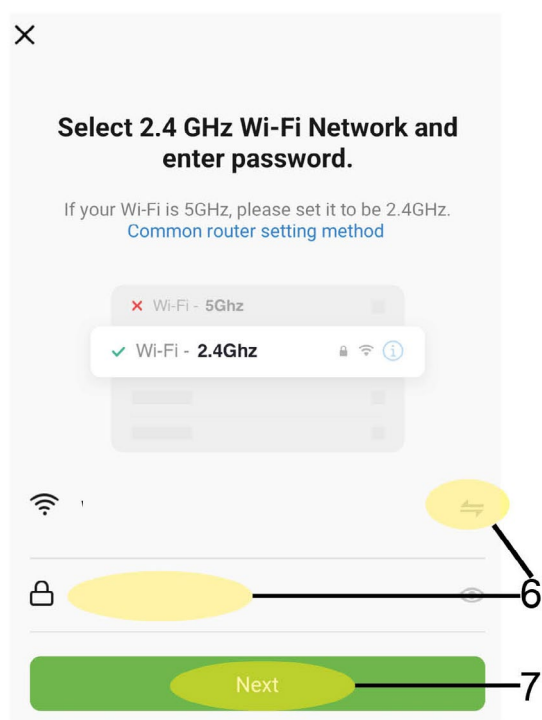 Select 2.4 GHz Wi-Fi Network and
enter password.
If your Wi-Fi is 5GHz, please set it to be 2.4GHz.
Common router setting method
Wi-Fi - 5Ghz
Wi-Fi - 2.4Ghz
6
Next
7